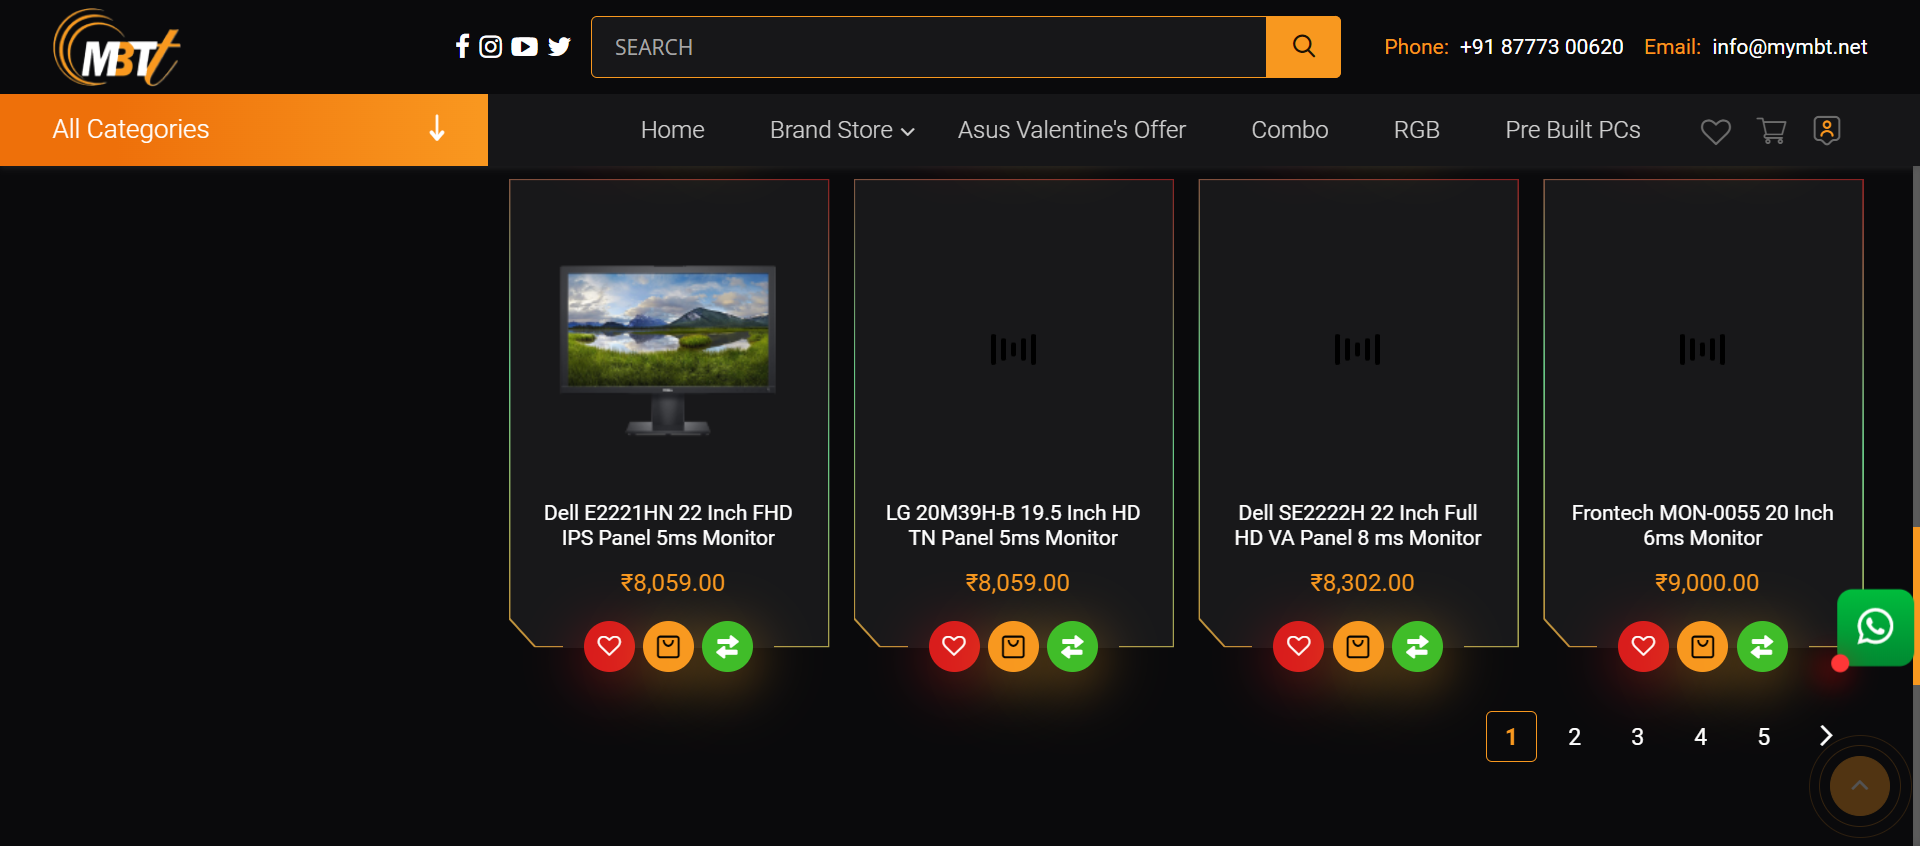 MBTt
SEARCH
Phone: +91 87773 00620 Email: info@mymbt.net
All Categories
Home
Brand Store
Asus Valentine's Offer
Combo
RGB
Pre Built PCs
Dell E2221HN 22 Inch FHD
IPS Panel 5ms Monitor
₹8,059.00
LG 20M39H-B 19.5 Inch HD
TN Panel 5ms Monitor
₹8,059.00
Dell SE2222H 22 Inch Full
HD VA Panel 8 ms Monitor
₹8,302.00
Frontech MON-0055 20 Inch
6ms Monitor
₹9,000.00
1 2 3 4 5